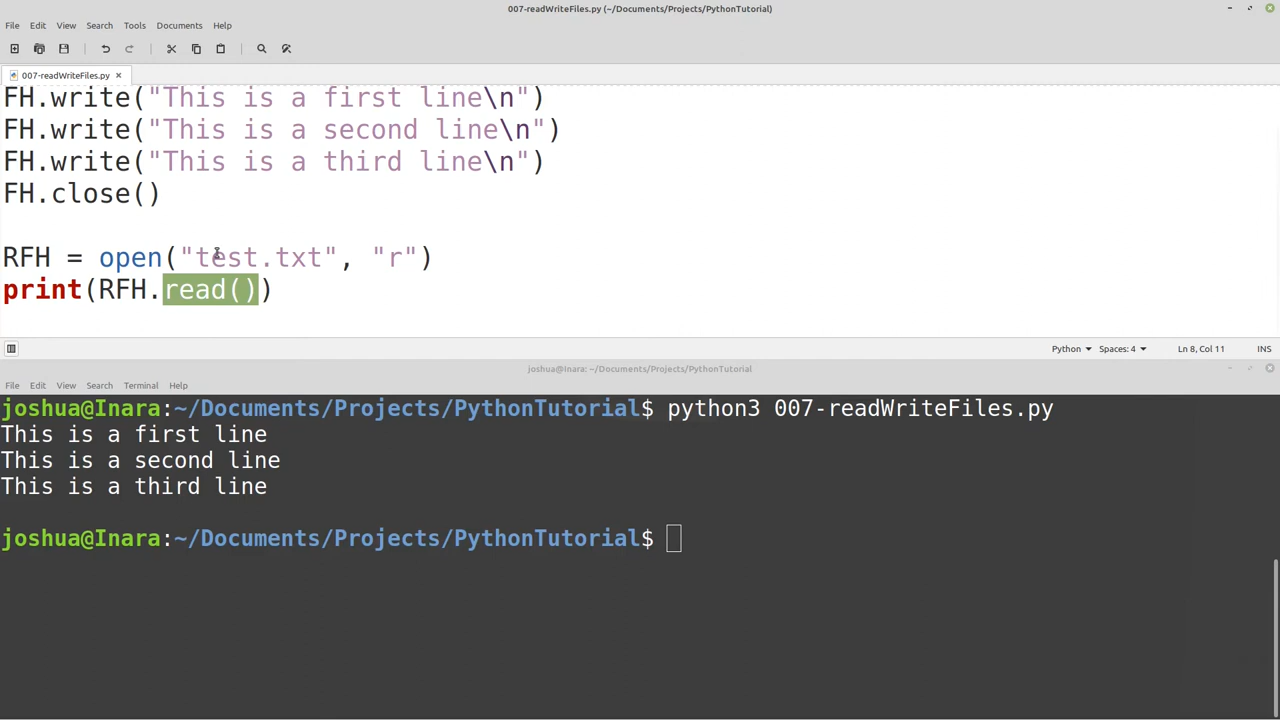 007-readWriteFiles.py (~/Documents/Projects/PythonTutorial)
File Edit View Search Tools Documents Help
007-readWriteFiles.py ×
FH.write("This is a first line\n")
FH.write("This is a second line\n")
FH.write("This is a third line\n")
FH.close()
RFH = open("test.txt", "r")
print(RFH.read())
Python Spaces: 4 Ln 8, Col 11 INS
joshua@Inara: ~/Documents/Projects/PythonTutorial
File Edit View Search Terminal Help
joshua@Inara:~/Documents/Projects/PythonTutorial$ python3 007-readWriteFiles.py
This is a first line
This is a second line
This is a third line
joshua@Inara:~/Documents/Projects/PythonTutorial$